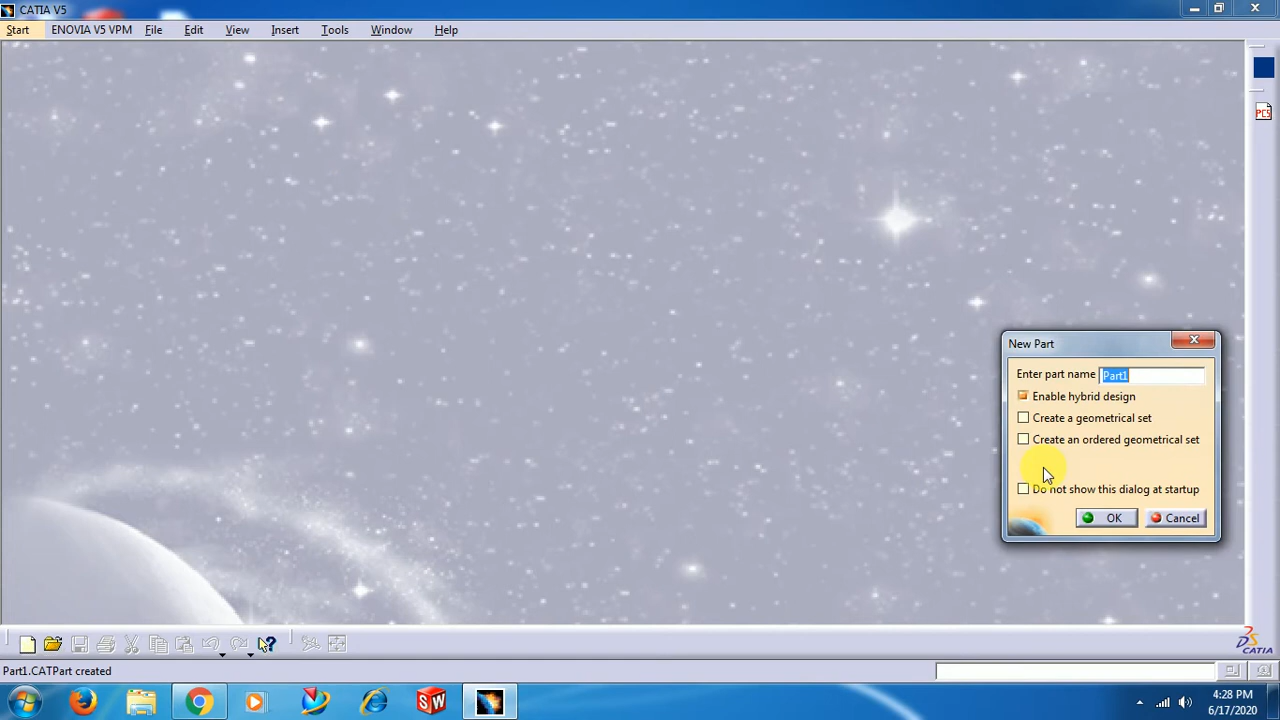 CATIA V5
Start ENOVIA V5 VPM File Edit View Insert Tools Window Help
PCS
New Part
Enter part name Part1
Enable hybrid design
Create a geometrical set
Create an ordered geometrical set
Do not show this dialog at startup
OK Cancel
CATIA
Part1.CATPart created
SW
4:28 PM
6/17/2020